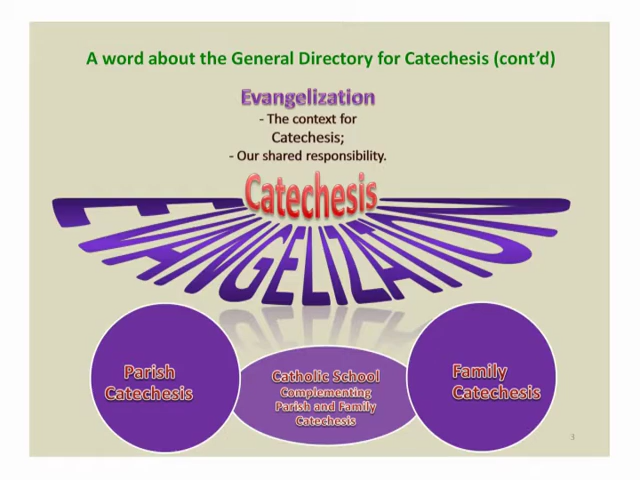 A word about the General Directory for Catechesis (cont’d)
Evangelization
- The context for
Catechesis;
- Our shared responsibility.
Catechesis
EVANGELIZATION
Parish
Catechesis
Catholic School
Complementing
Parish and Family
Catechesis
Family
Catechesis
3